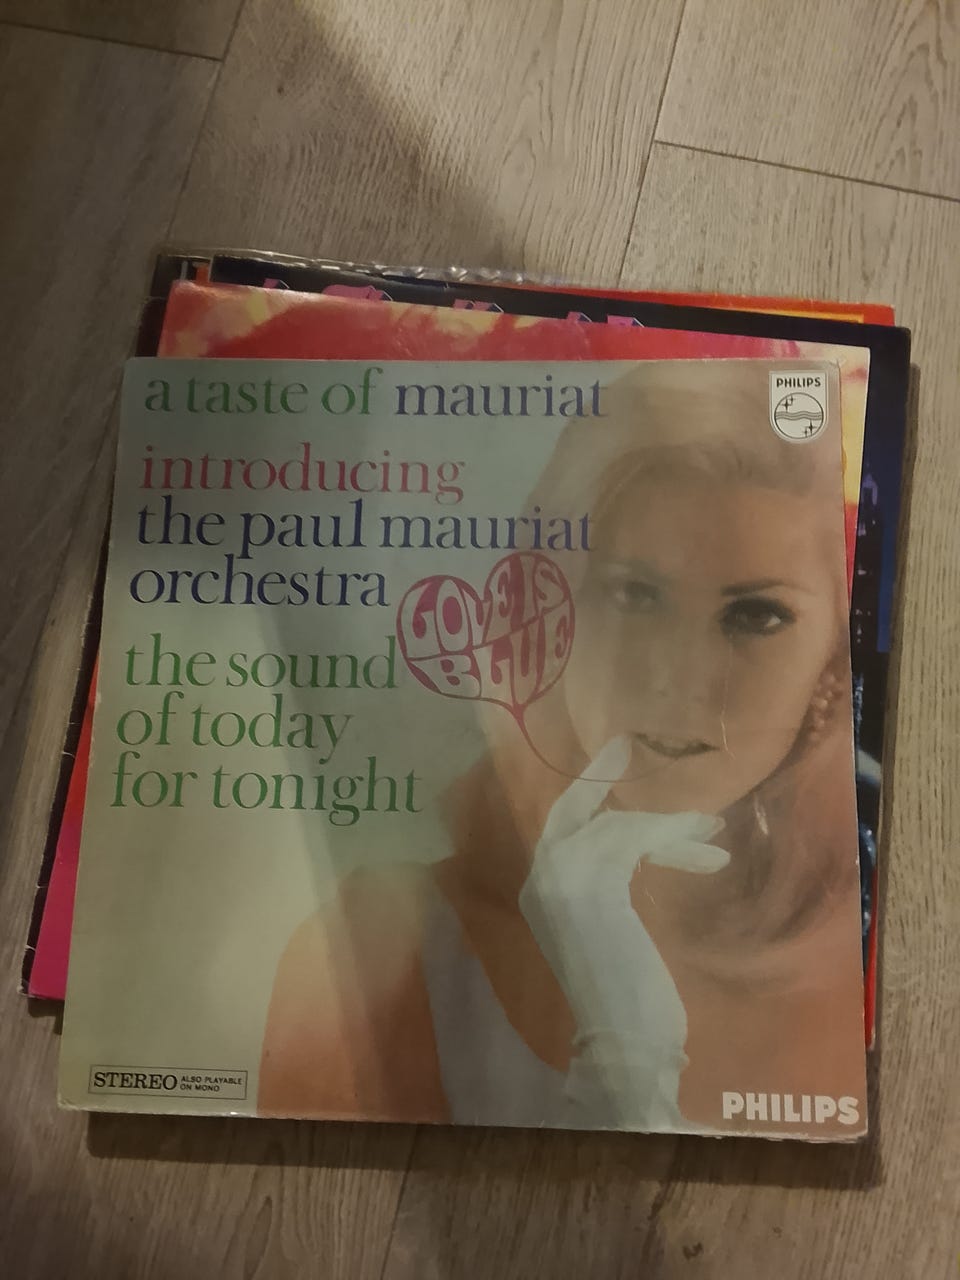 a taste of mauriat
PHILIPS
introducing
the paul mauriat
orchestra
LOVE IS
BLUE
the sound
of today
for tonight
STEREO ALSO PLAYABLE
ON MONO
PHILIPS